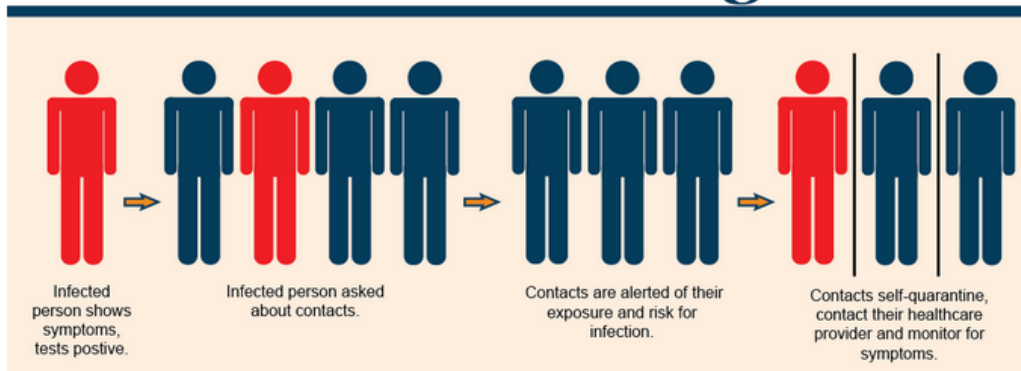 Infected
person shows
symptoms,
tests postive.
Infected person asked
about contacts.
Contacts are alerted of their
exposure and risk for
infection.
Contacts self-quarantine,
contact their healthcare
provider and monitor for
symptoms.